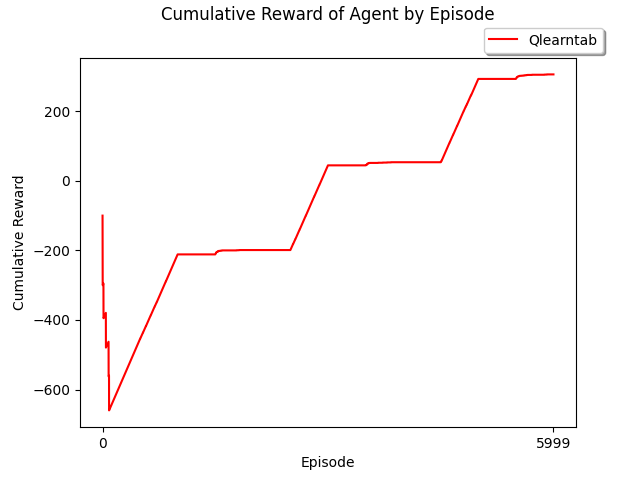 Cumulative Reward of Agent by Episode
Qlearntab
200
0
−200
−400
−600
Cumulative Reward
0
5999
Episode